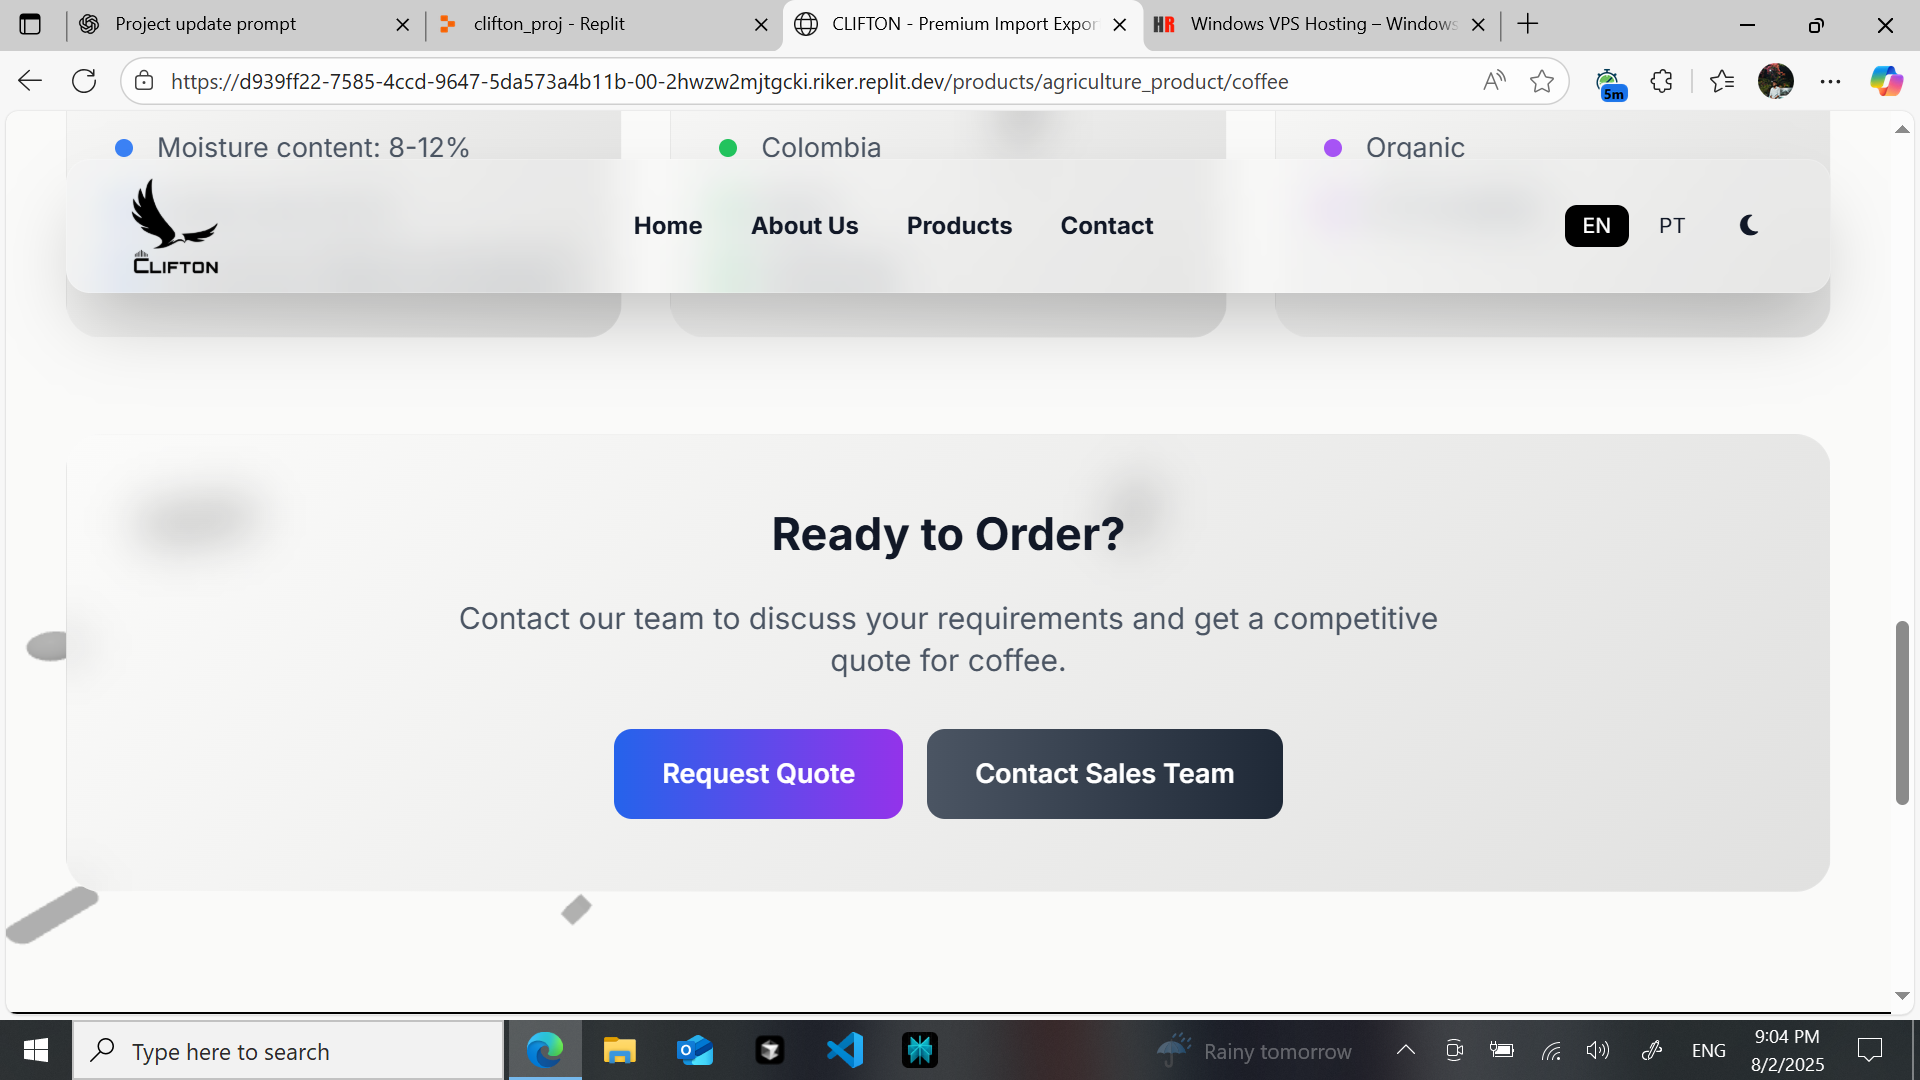 Project update prompt
clifton_proj - Replit
CLIFTON - Premium Import Expor
HR
Windows VPS Hosting – Windows
https://d939ff22-7585-4ccd-9647-5da573a4b11b-00-2hwzw2mjtgcki.riker.replit.dev/products/agriculture_product/coffee
5m
Moisture content: 8-12%
Colombia
Organic
CLIFTON
Home
About Us
Products
Contact
EN
PT
Ready to Order?
Contact our team to discuss your requirements and get a competitive
quote for coffee.
Request Quote
Contact Sales Team
Type here to search
Rainy tomorrow
ENG
9:04 PM
8/2/2025